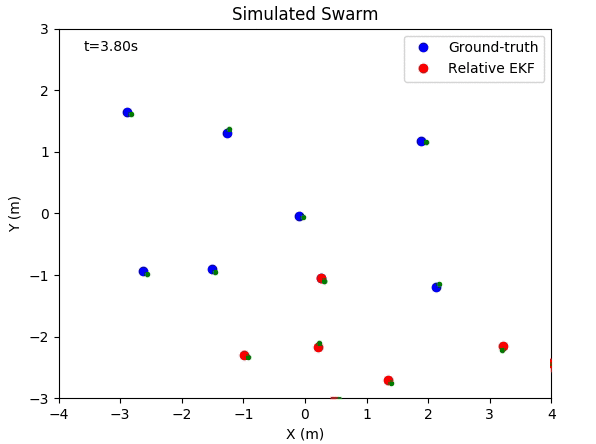 Simulated Swarm
t=3.80s
Ground-truth
Relative EKF
Y (m)
3
2
1
0
−1
−2
−3
−4 −3 −2 −1 0 1 2 3 4
X (m)